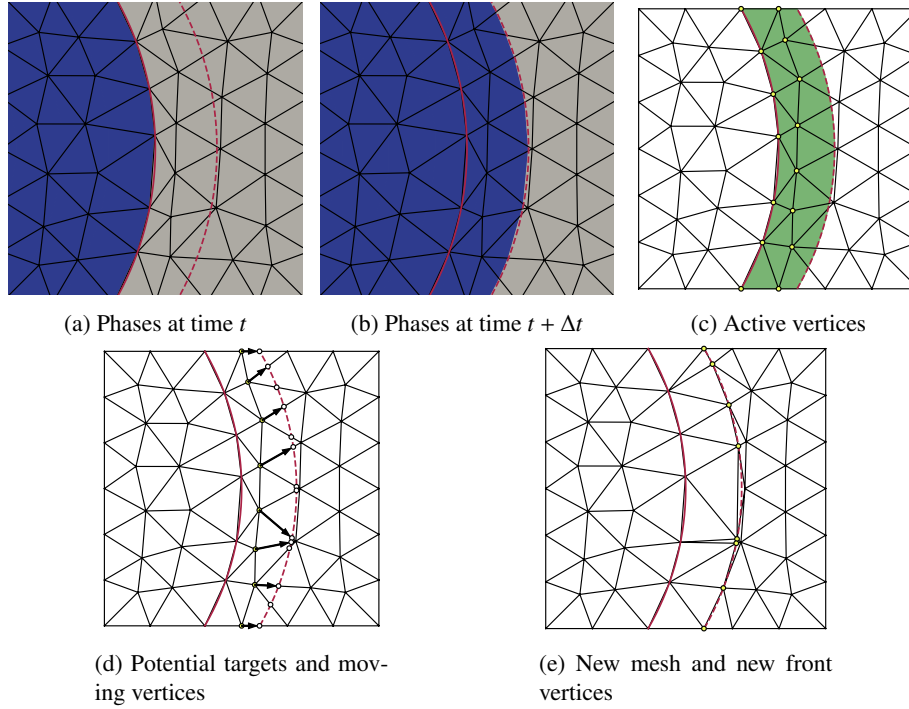 (a) Phases at time t
(b) Phases at time t + Δt
(c) Active vertices
(d) Potential targets and mov-
ing vertices
(e) New mesh and new front
vertices